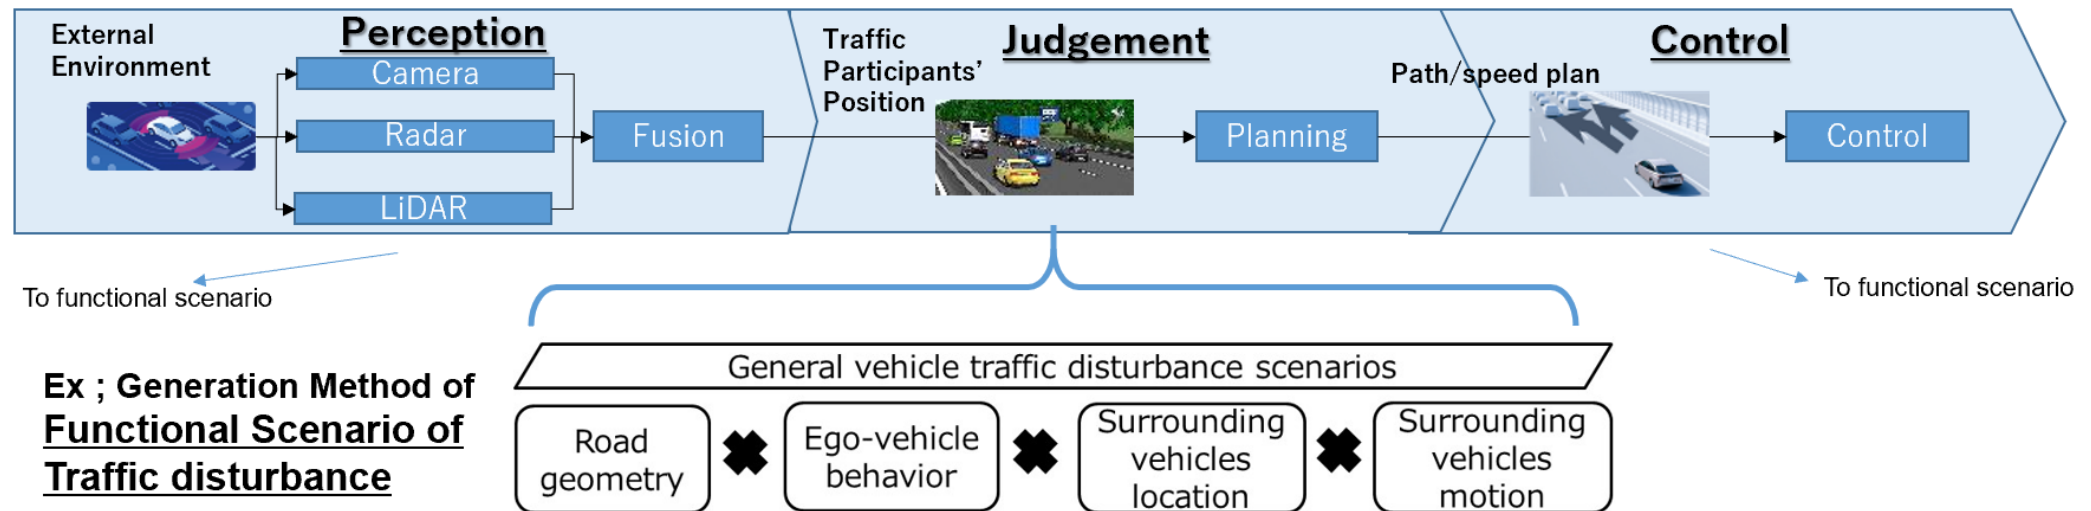 External
Environment
Perception
Camera
Radar
LiDAR
Fusion
Traffic
Participants'
Position
Judgement
Planning
Path/speed plan
Control
Control
To functional scenario
To functional scenario
Ex ; Generation Method of
Functional Scenario of
Traffic disturbance
General vehicle traffic disturbance scenarios
Road
geometry
Ego-vehicle
behavior
Surrounding
vehicles
location
Surrounding
vehicles
motion